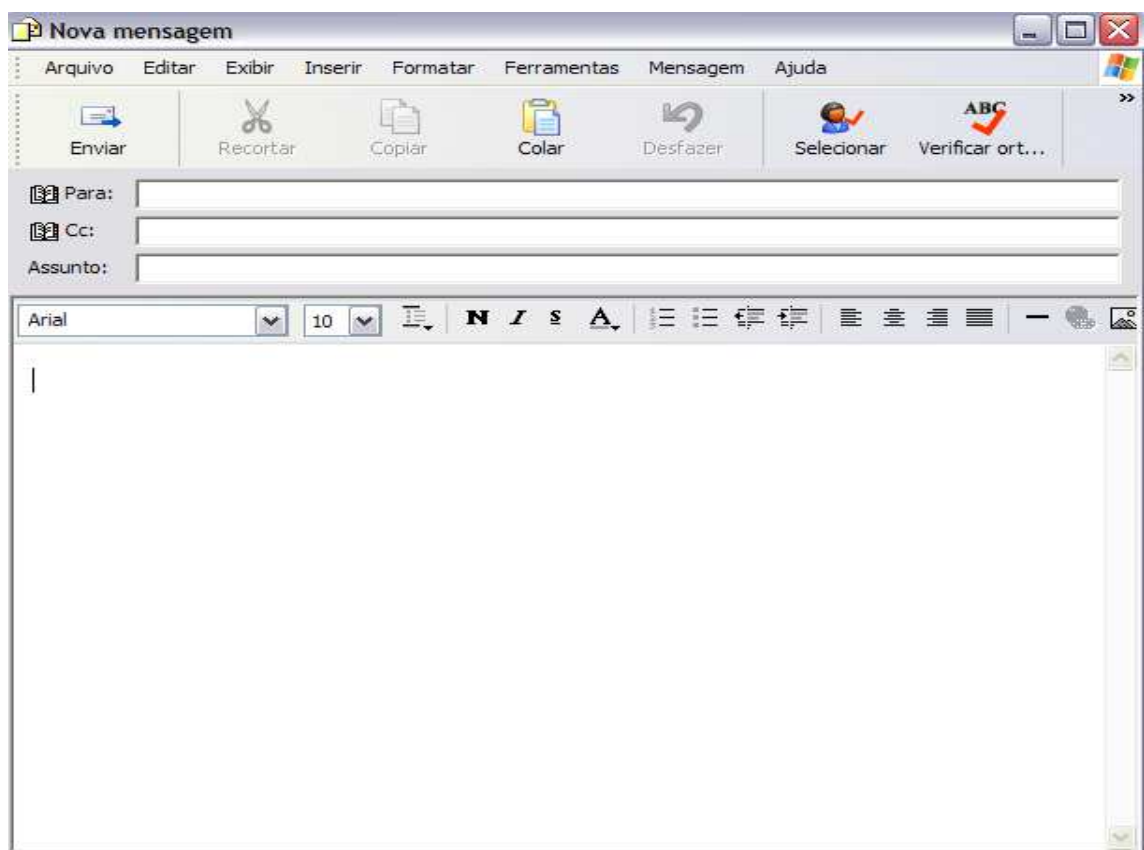 Nova mensagem
Arquivo Editar Exibir Inserir Formatar Ferramentas Mensagem Ajuda
ABC
Enviar Recortar Copiar Colar Desfazer Selecionar Verificar ort...
Para:
Cc:
Assunto:
Arial 10 N I S A